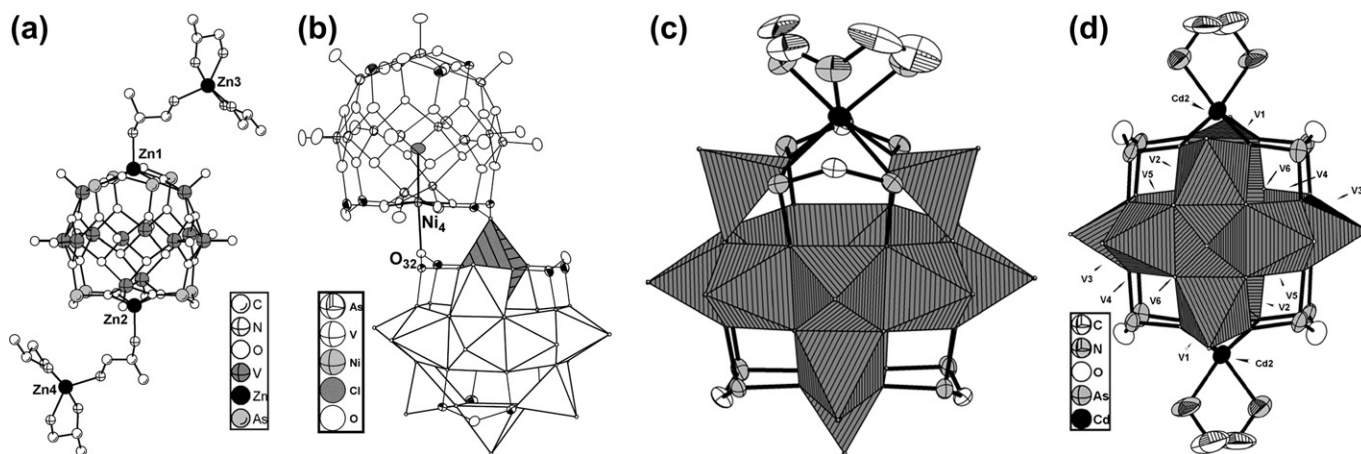 (a)
Zn3
Zn1
Zn2
Zn4
C
N
O
V
Zn
As
(b)
Ni4
O32
As
V
Ni
Cl
O
(c)
(d)
Cd2
V1
V2
V5
V6
V4
V3
V3
V4
V6
V5
V2
V1
Cd2
C
N
O
As
Cd